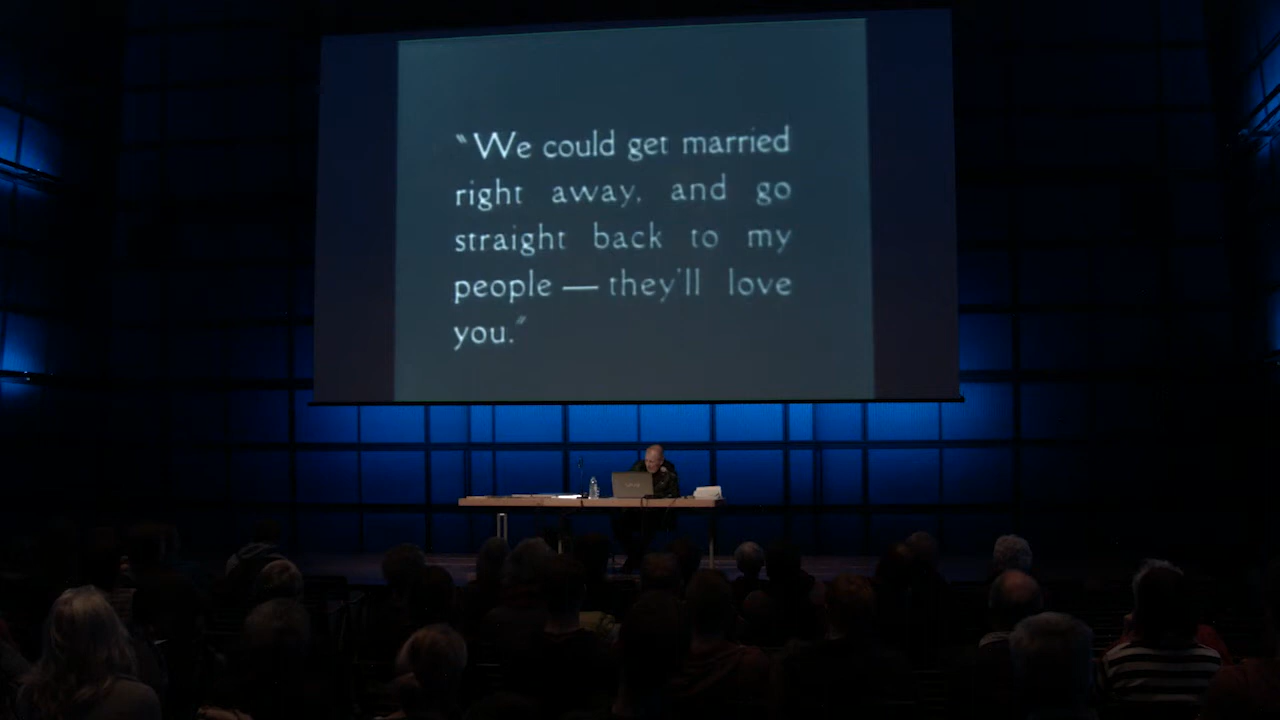 "We could get married
right away, and go
straight back to my
people — they'll love
you."